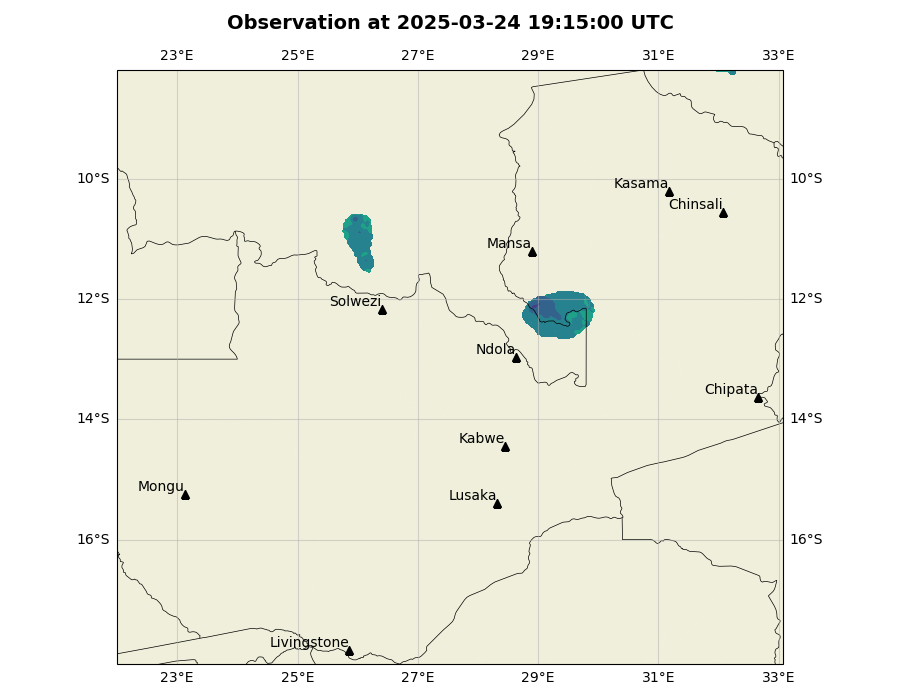 Observation at 2025-03-24 19:15:00 UTC
23°E 25°E 27°E 29°E 31°E 33°E
10°S 10°S
Kasama
Chinsali
Mansa
12°S 12°S
Solwezi
Ndola
Chipata
14°S 14°S
Kabwe
Mongu
Lusaka
16°S 16°S
Livingstone
23°E 25°E 27°E 29°E 31°E 33°E